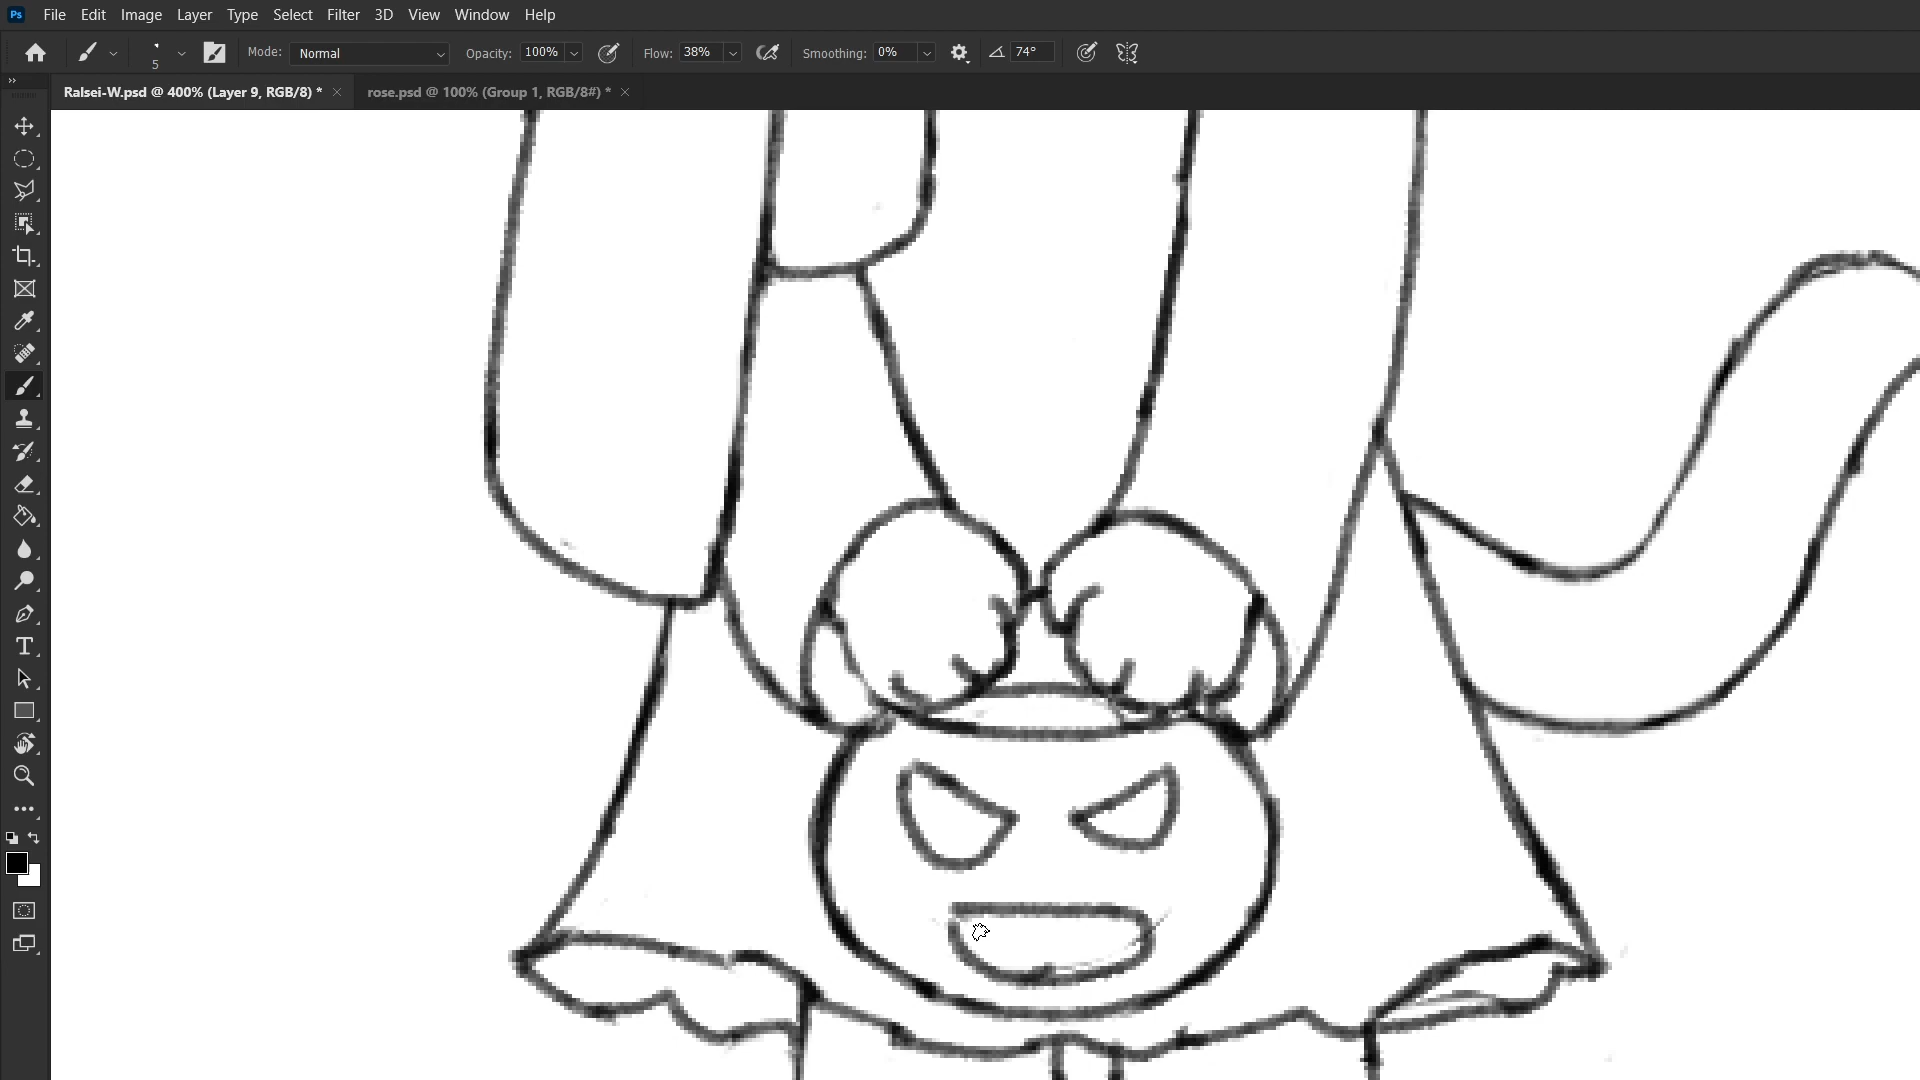 Ps File Edit Image Layer Type Select Filter 3D View Window Help
5 Mode: Normal Opacity: 100% Flow: 38% Smoothing: 0% 74°
Ralsei-W.psd @ 400% (Layer 9, RGB/8) * × rose.psd @ 100% (Group 1, RGB/8#) * ×